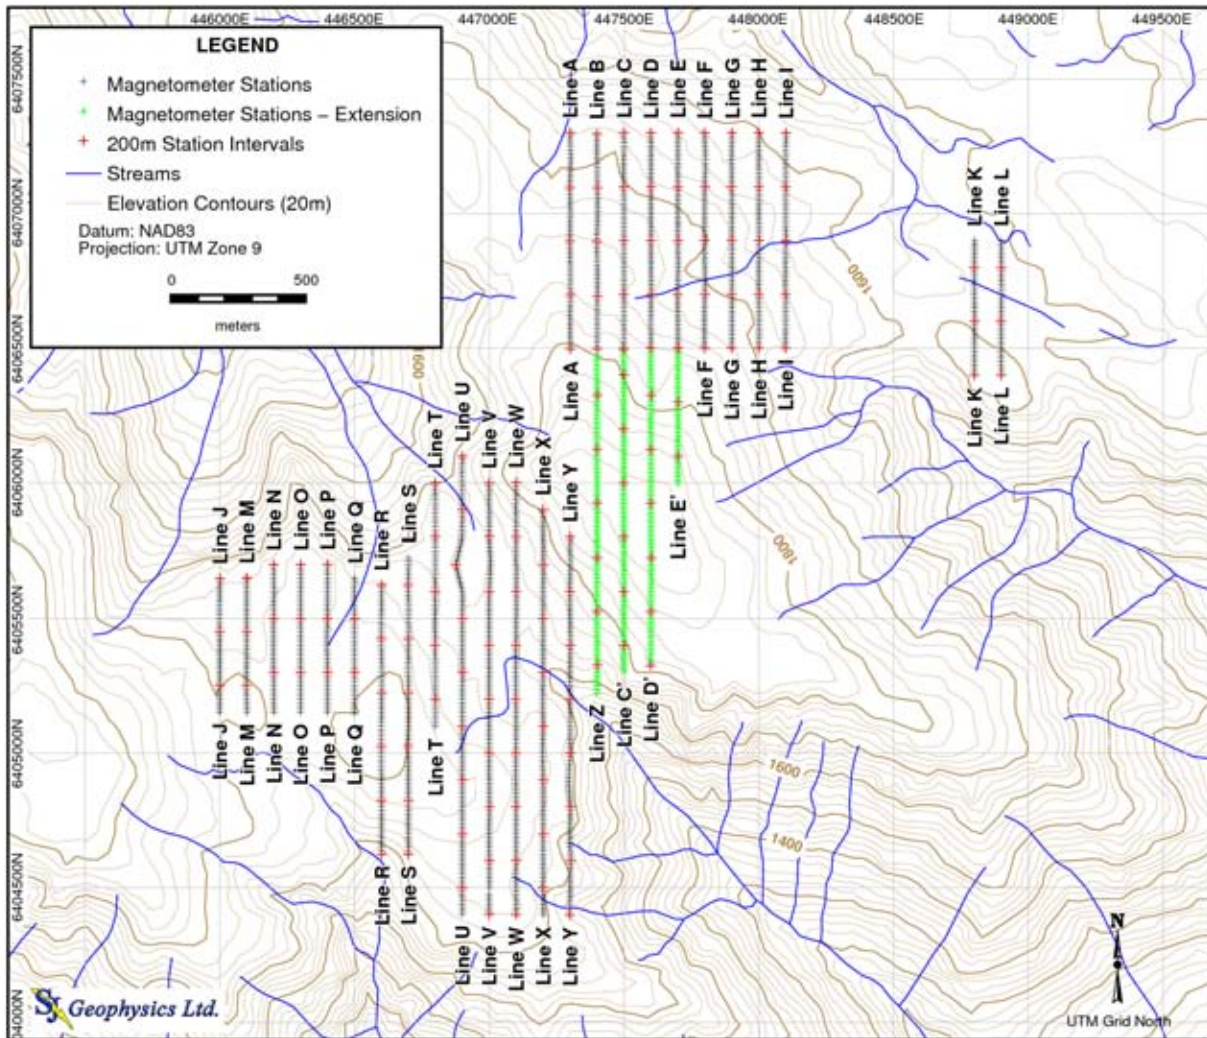 446000E 446500E 447000E 447500E 448000E 448500E 449000E 449500E
LEGEND
Magnetometer Stations
Magnetometer Stations – Extension
200m Station Intervals
Streams
Elevation Contours (20m)
Datum: NAD83
Projection: UTM Zone 9
0 500
meters
6407500N
6407000N
6406500N
6406000N
6405500N
6405000N
6404500N
Line A Line B Line C Line D Line E Line F Line G Line H Line I
Line K Line L
1600
Line A Line F Line G Line H Line I
Line K Line L
1600
Line T Line U Line V Line W Line X Line Y
Line J Line M Line N Line O Line P Line Q Line R Line S
Line E'
1800
Line J Line M Line N Line O Line P Line Q Line T Line Z Line C' Line D'
1600
1400
Line R Line S
Line U Line V Line W Line X Line Y
N
SJ Geophysics Ltd.
UTM Grid North